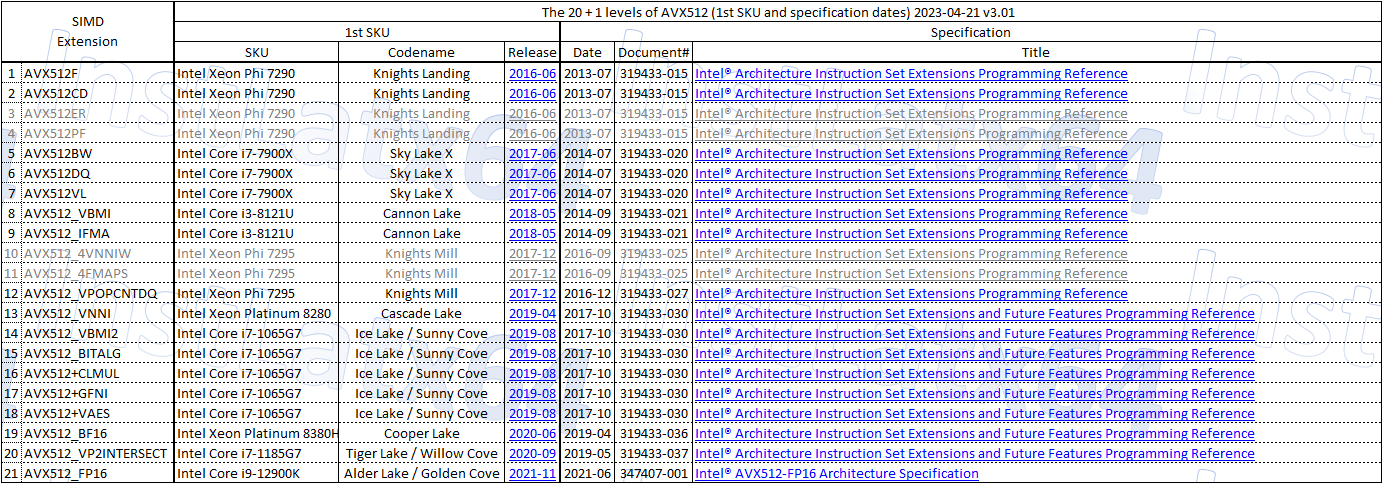 The 20 + 1 levels of AVX512 (1st SKU and specification dates) 2023-04-21 v3.01
SIMD Extension 1st SKU Specification
SKU Codename Release Date Document# Title
1 AVX512F Intel Xeon Phi 7290 Knights Landing 2016-06 2013-07 319433-015 Intel® Architecture Instruction Set Extensions Programming Reference
2 AVX512CD Intel Xeon Phi 7290 Knights Landing 2016-06 2013-07 319433-015 Intel® Architecture Instruction Set Extensions Programming Reference
3 AVX512ER Intel Xeon Phi 7290 Knights Landing 2016-06 2013-07 319433-015 Intel® Architecture Instruction Set Extensions Programming Reference
4 AVX512PF Intel Xeon Phi 7290 Knights Landing 2016-06 2013-07 319433-015 Intel® Architecture Instruction Set Extensions Programming Reference
5 AVX512BW Intel Core i7-7900X Sky Lake X 2017-06 2014-07 319433-020 Intel® Architecture Instruction Set Extensions Programming Reference
6 AVX512DQ Intel Core i7-7900X Sky Lake X 2017-06 2014-07 319433-020 Intel® Architecture Instruction Set Extensions Programming Reference
7 AVX512VL Intel Core i7-7900X Sky Lake X 2017-06 2014-07 319433-020 Intel® Architecture Instruction Set Extensions Programming Reference
8 AVX512_VBMI Intel Core i3-8121U Cannon Lake 2018-05 2014-09 319433-021 Intel® Architecture Instruction Set Extensions Programming Reference
9 AVX512_IFMA Intel Core i3-8121U Cannon Lake 2018-05 2014-09 319433-021 Intel® Architecture Instruction Set Extensions Programming Reference
10 AVX512_4VNNIW Intel Xeon Phi 7295 Knights Mill 2017-12 2016-09 319433-025 Intel® Architecture Instruction Set Extensions Programming Reference
11 AVX512_4FMAPS Intel Xeon Phi 7295 Knights Mill 2017-12 2016-09 319433-025 Intel® Architecture Instruction Set Extensions Programming Reference
12 AVX512_VPOPCNTDQ Intel Xeon Phi 7295 Knights Mill 2017-12 2016-12 319433-027 Intel® Architecture Instruction Set Extensions Programming Reference
13 AVX512_VNNI Intel Xeon Platinum 8280 Cascade Lake 2019-04 2017-10 319433-030 Intel® Architecture Instruction Set Extensions and Future Features Programming Reference
14 AVX512_VBMI2 Intel Core i7-1065G7 Ice Lake / Sunny Cove 2019-08 2017-10 319433-030 Intel® Architecture Instruction Set Extensions and Future Features Programming Reference
15 AVX512_BITALG Intel Core i7-1065G7 Ice Lake / Sunny Cove 2019-08 2017-10 319433-030 Intel® Architecture Instruction Set Extensions and Future Features Programming Reference
16 AVX512+CLMUL Intel Core i7-1065G7 Ice Lake / Sunny Cove 2019-08 2017-10 319433-030 Intel® Architecture Instruction Set Extensions and Future Features Programming Reference
17 AVX512+GFNI Intel Core i7-1065G7 Ice Lake / Sunny Cove 2019-08 2017-10 319433-030 Intel® Architecture Instruction Set Extensions and Future Features Programming Reference
18 AVX512+VAES Intel Core i7-1065G7 Ice Lake / Sunny Cove 2019-08 2017-10 319433-030 Intel® Architecture Instruction Set Extensions and Future Features Programming Reference
19 AVX512_BF16 Intel Xeon Platinum 8380H Cooper Lake 2020-06 2019-04 319433-036 Intel® Architecture Instruction Set Extensions and Future Features Programming Reference
20 AVX512_VP2INTERSECT Intel Core i7-1185G7 Tiger Lake / Willow Cove 2020-09 2019-05 319433-037 Intel® Architecture Instruction Set Extensions and Future Features Programming Reference
21 AVX512_FP16 Intel Core i9-12900K Alder Lake / Golden Cove 2021-11 2021-06 347407-001 Intel® AVX512-FP16 Architecture Specification